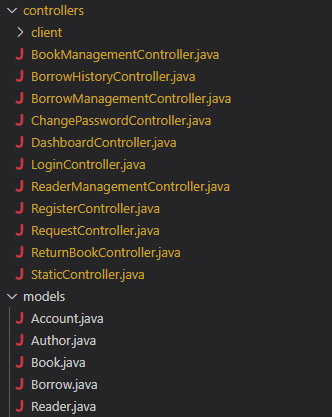 controllers
client
BookManagementController.java
BorrowHistoryController.java
BorrowManagementController.java
ChangePasswordController.java
DashboardController.java
LoginController.java
ReaderManagementController.java
RegisterController.java
RequestController.java
ReturnBookController.java
StaticController.java
models
Account.java
Author.java
Book.java
Borrow.java
Reader.java